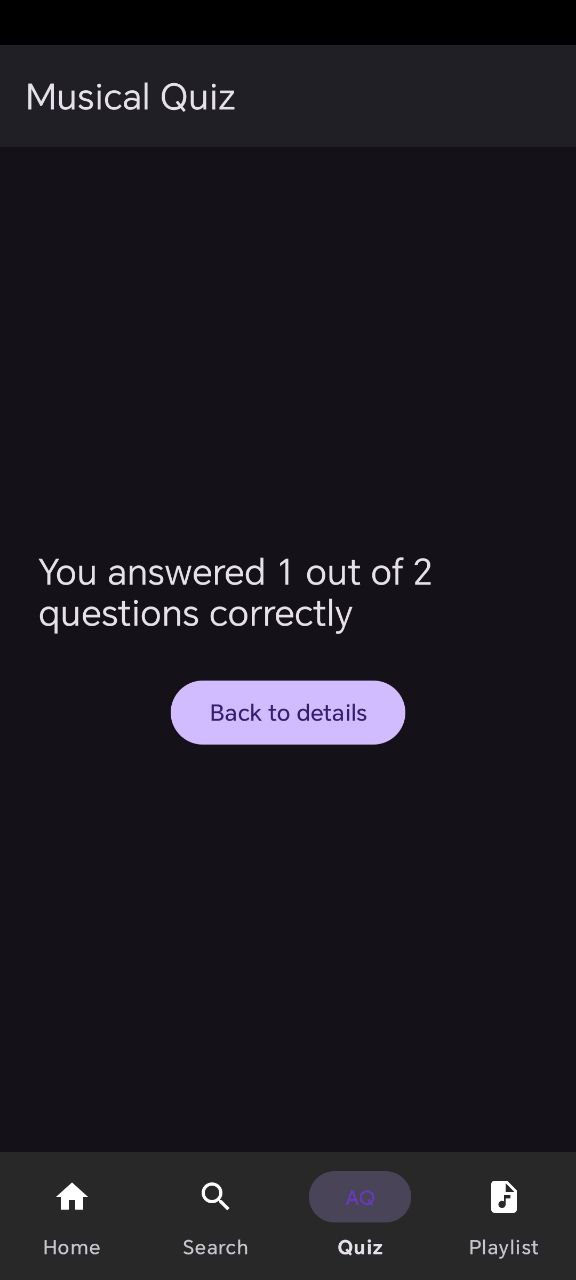 Musical Quiz
You answered 1 out of 2
questions correctly
Back to details
AQ
Home
Search
Quiz
Playlist